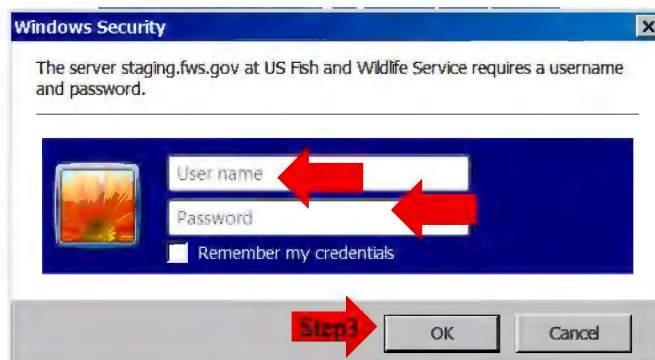 Windows Security
The server staging.fws.gov at US Fish and Wildlife Service requires a username
and password.
User name
Password
Remember my credentials
Step3
OK
Cancel